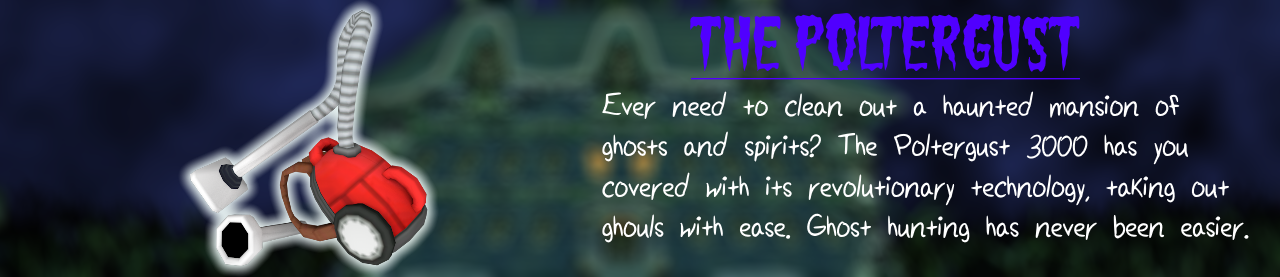 THE POLTERGUST
Ever need to clean out a haunted mansion of
ghosts and spirits? The Poltergust 3000 has you
covered with its revolutionary technology, taking out
ghouls with ease. Ghost hunting has never been easier.